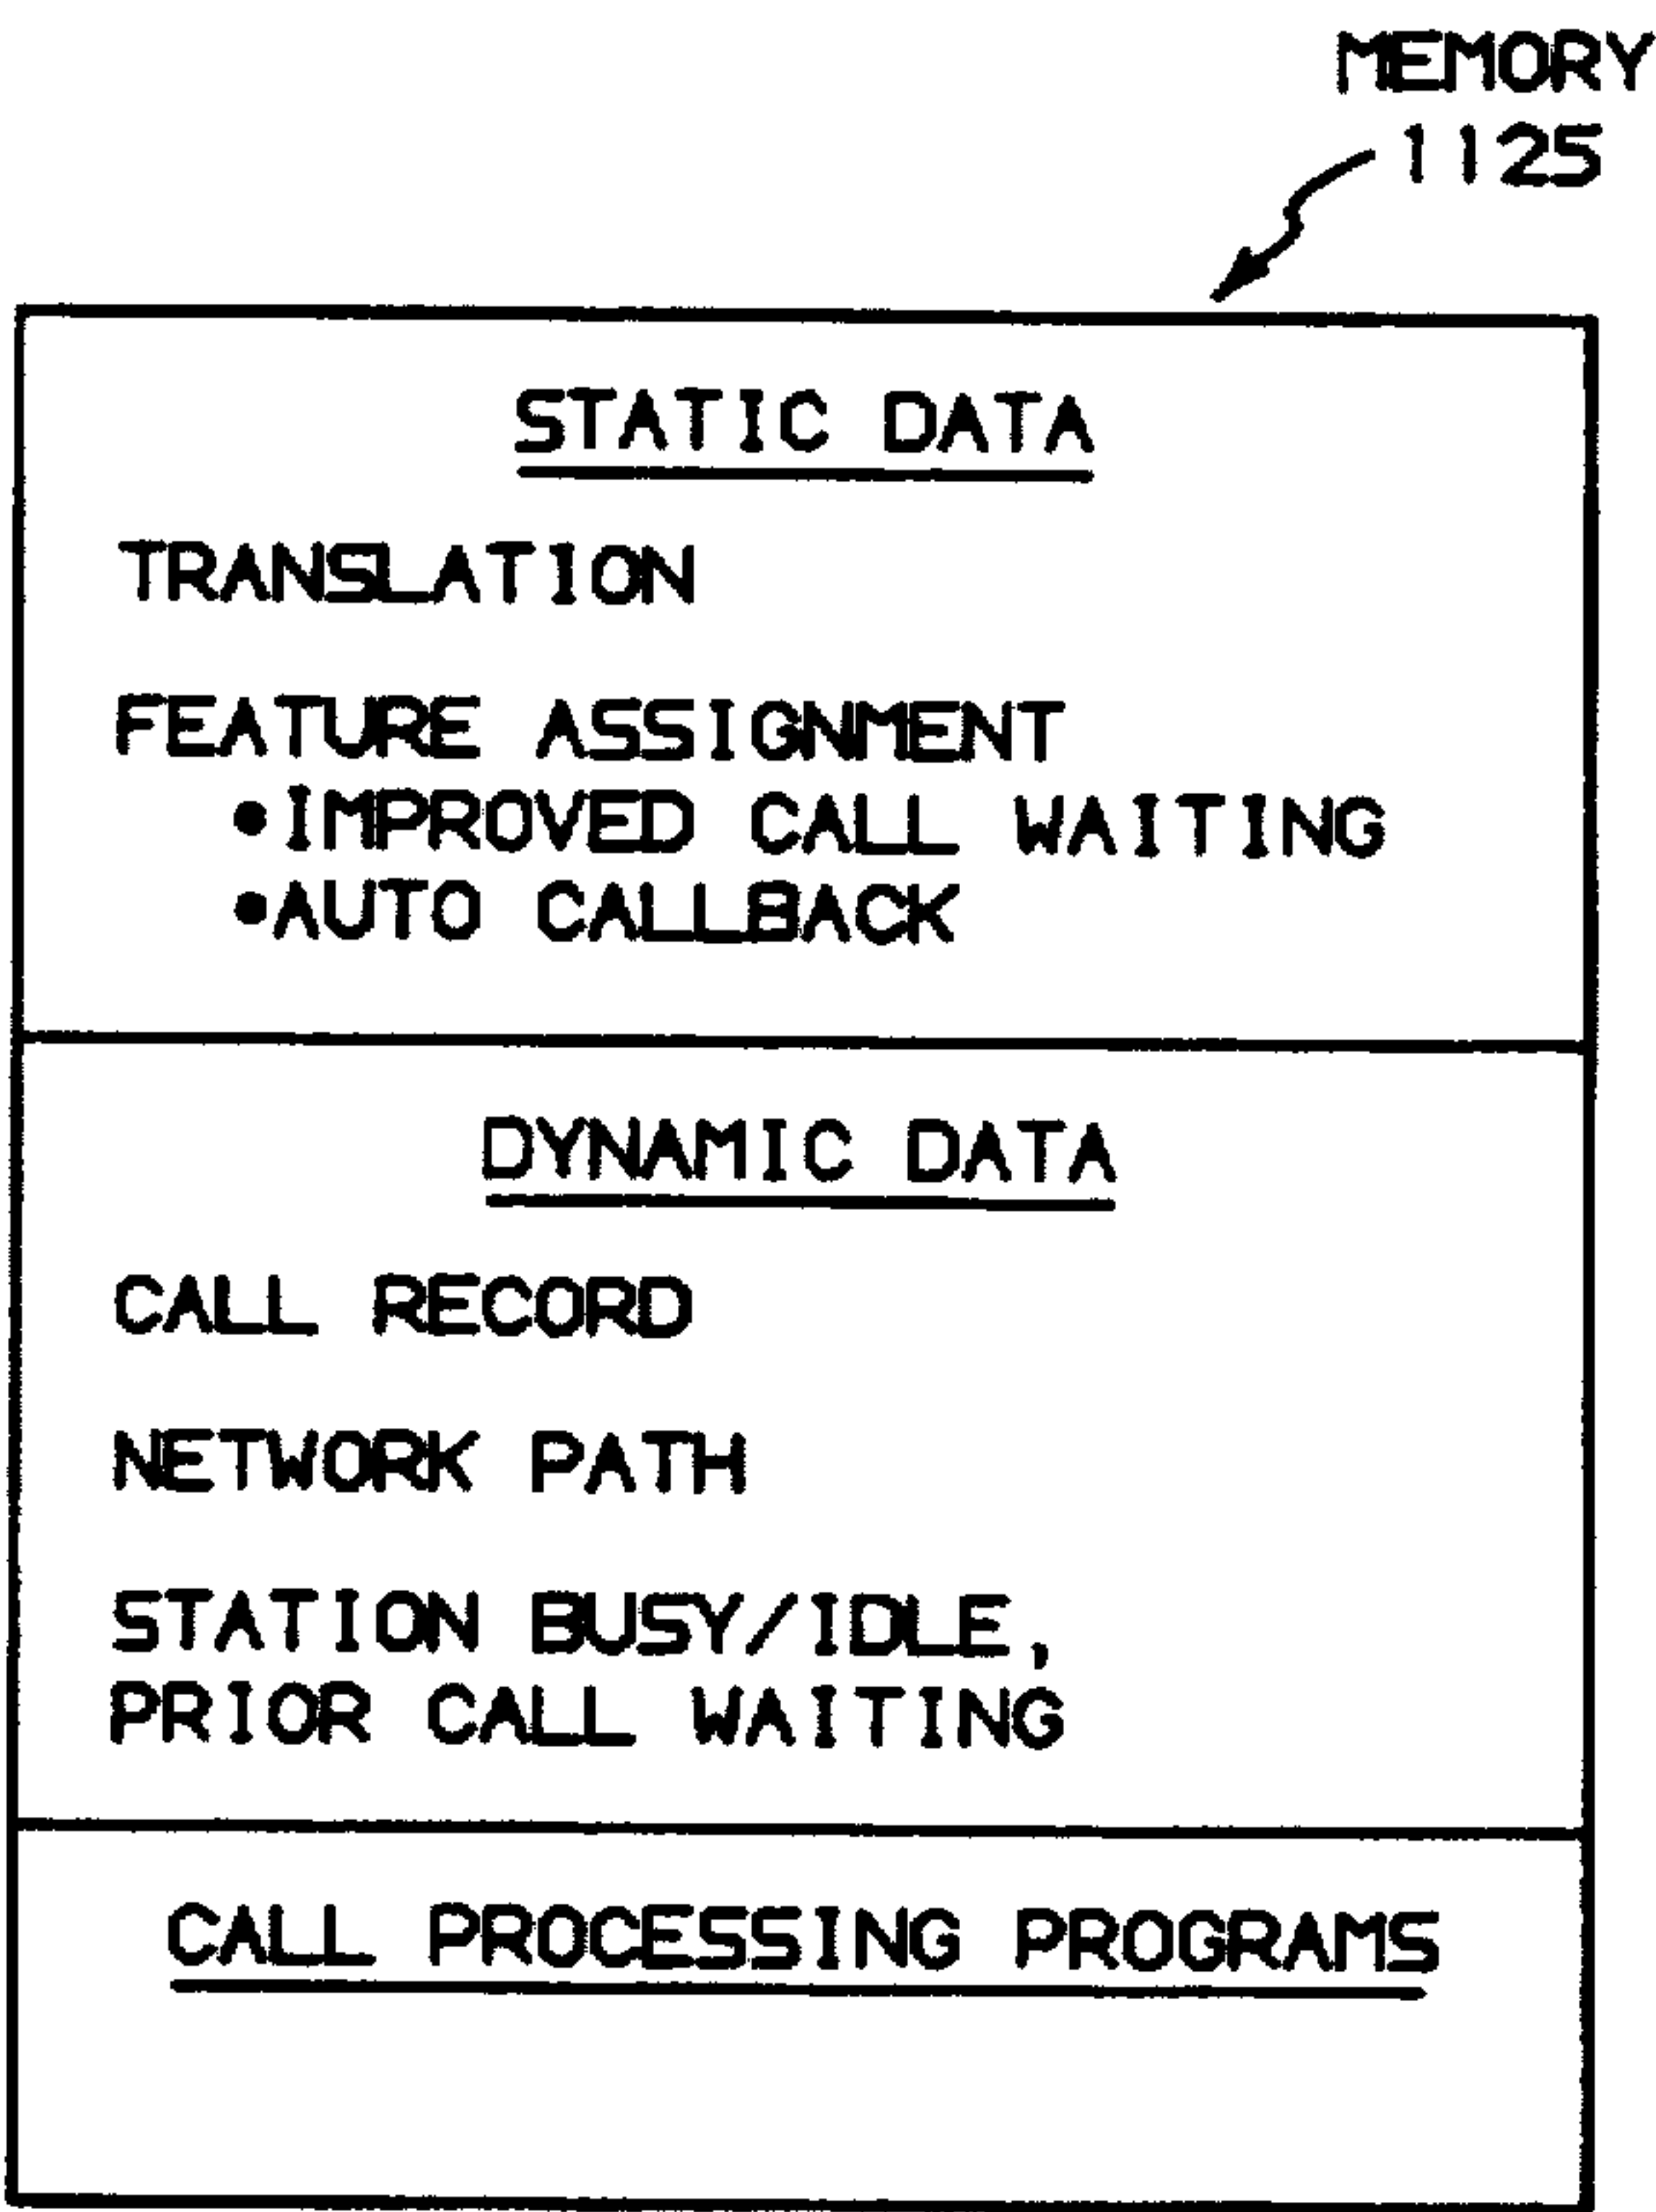 MEMORY
1125
STATIC DATA
TRANSLATION
FEATURE ASSIGNMENT
•IMPROVED CALL WAITING
•AUTO CALLBACK
DYNAMIC DATA
CALL RECORD
NETWORK PATH
STATION BUSY/IDLE,
PRIOR CALL WAITING
CALL PROCESSING PROGRAMS